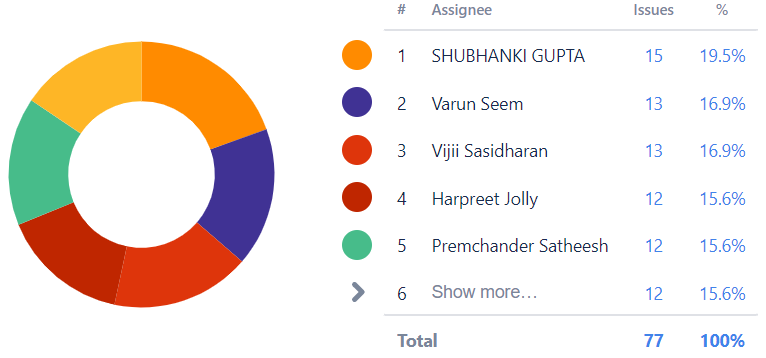 # Assignee Issues %
1 SHUBHANKI GUPTA 15 19.5%
2 Varun Seem 13 16.9%
3 Vijii Sasidharan 13 16.9%
4 Harpreet Jolly 12 15.6%
5 Premchander Satheesh 12 15.6%
6 Show more... 12 15.6%
Total 77 100%